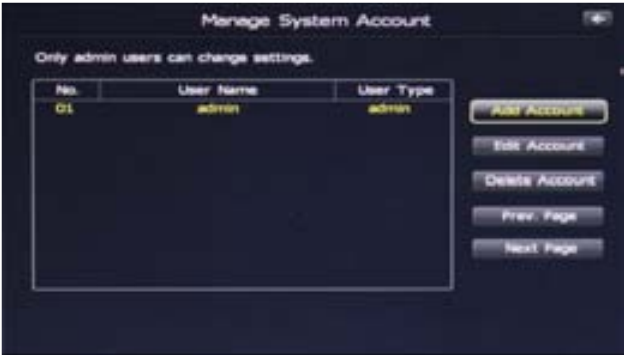 Manage System Account
Only admin users can change settings.
No. User Name User Type
01 admin admin
Add Account
Edit Account
Delete Account
Prev. Page
Next Page